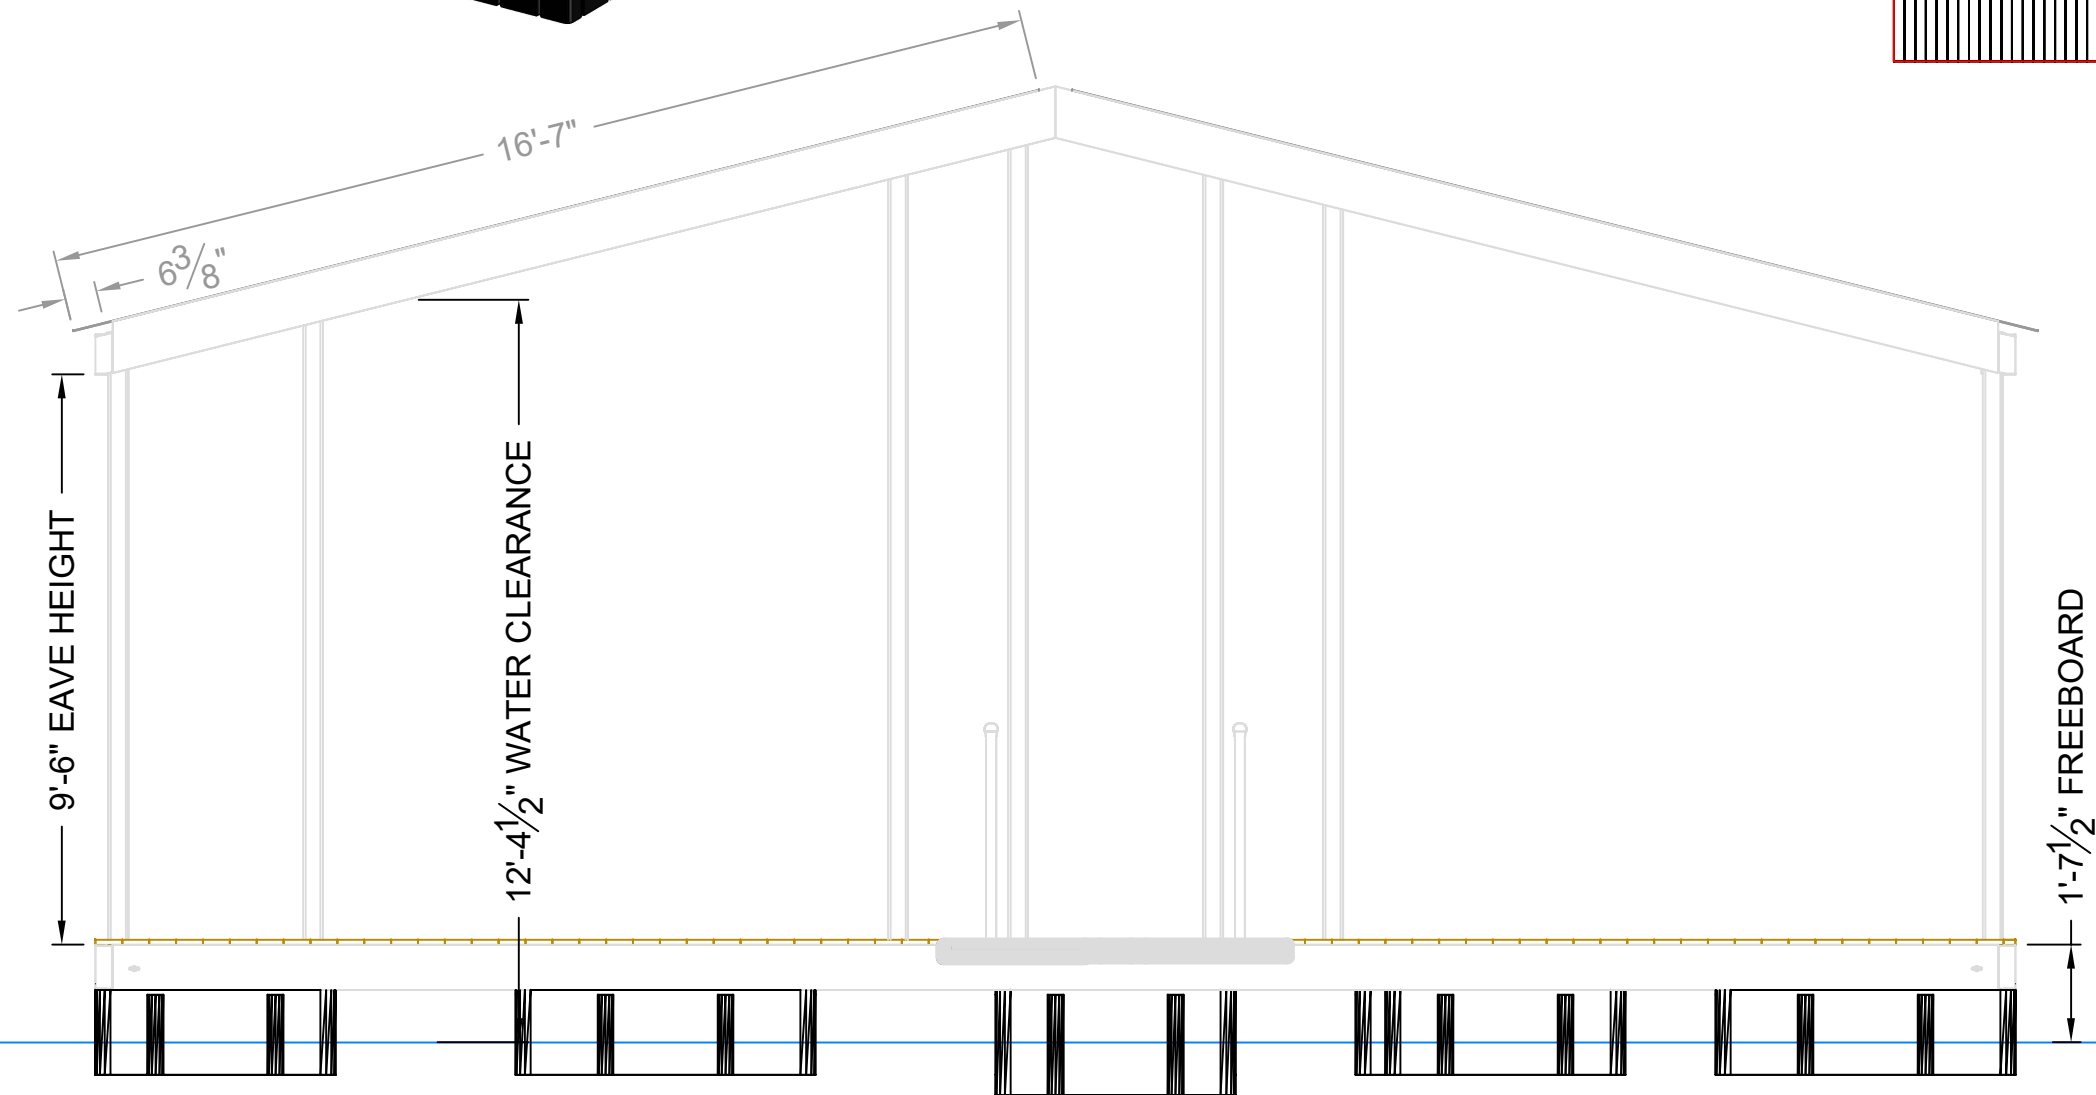 16'-7"
6 3/8"
9'-6" EAVE HEIGHT
12'-4 1/2" WATER CLEARANCE
1'-7 1/2" FREEBOARD